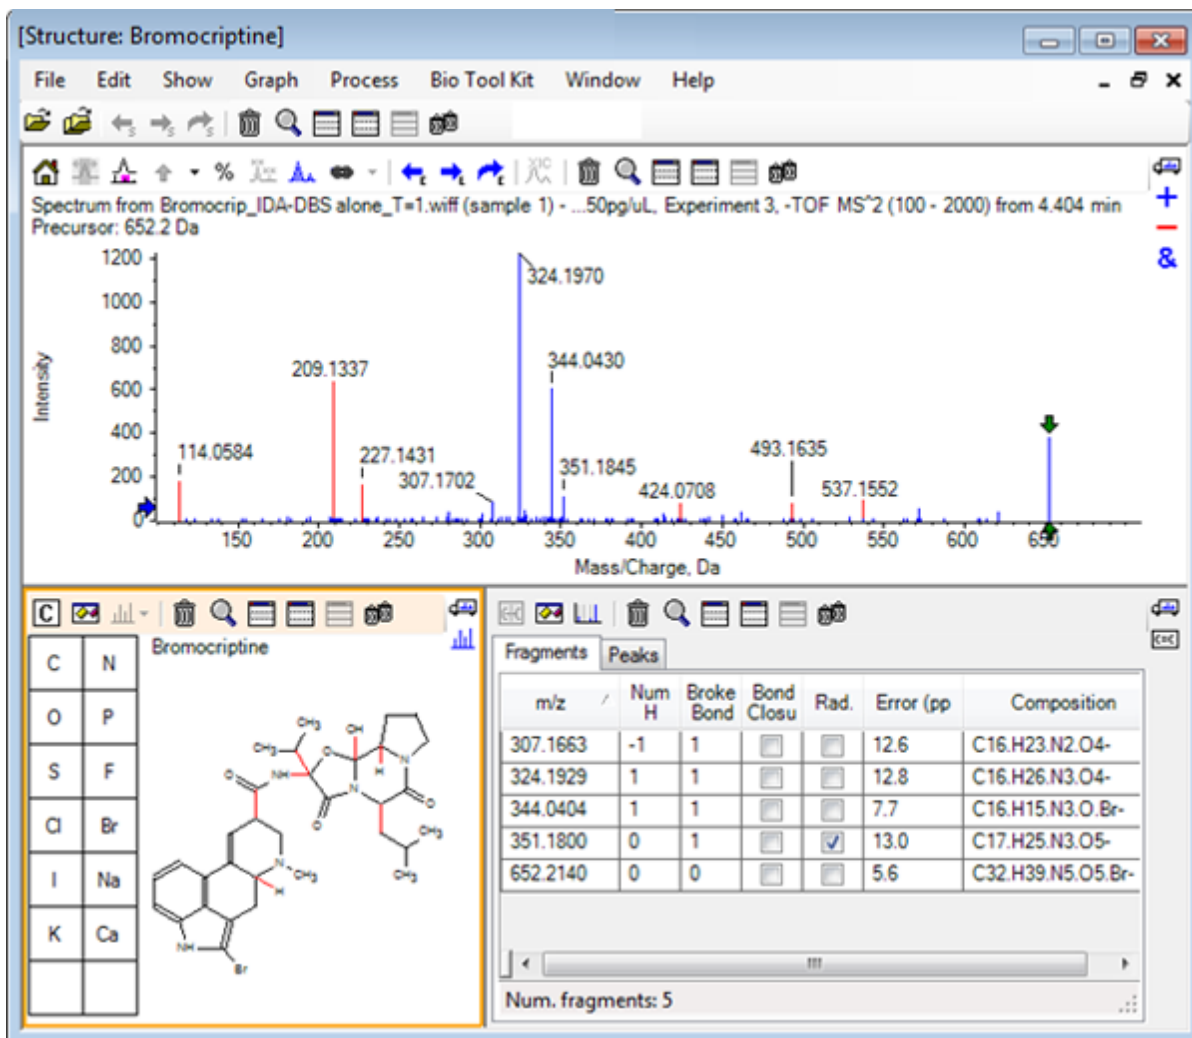 [Structure: Bromocriptine]
File Edit Show Graph Process Bio Tool Kit Window Help
Spectrum from Bromocrip_IDA-DBS alone_T=1.wiff (sample 1) - ...50pg/uL, Experiment 3, -TOF MS^2 (100 - 2000) from 4.404 min
Precursor: 652.2 Da
Intensity
1200
1000
800
600
400
200
0
324.1970
344.0430
209.1337
114.0584
227.1431
307.1702
351.1845
424.0708
493.1635
537.1552
150 200 250 300 350 400 450 500 550 600 650
Mass/Charge, Da
C N
O P
S F
Cl Br
I Na
K Ca
Bromocriptine
CH3
OH
O
H
N
O
NH
N
O
O
CH3
CH3
N
CH3
H
NH
Br
Fragments Peaks
m/z Num H Broke Bond Bond Closu Rad. Error (pp Composition
307.1663 -1 1 12.6 C16.H23.N2.O4-
324.1929 1 1 12.8 C16.H26.N3.O4-
344.0404 1 1 7.7 C16.H15.N3.O.Br-
351.1800 0 1 13.0 C17.H25.N3.O5-
652.2140 0 0 5.6 C32.H39.N5.O5.Br-
Num. fragments: 5